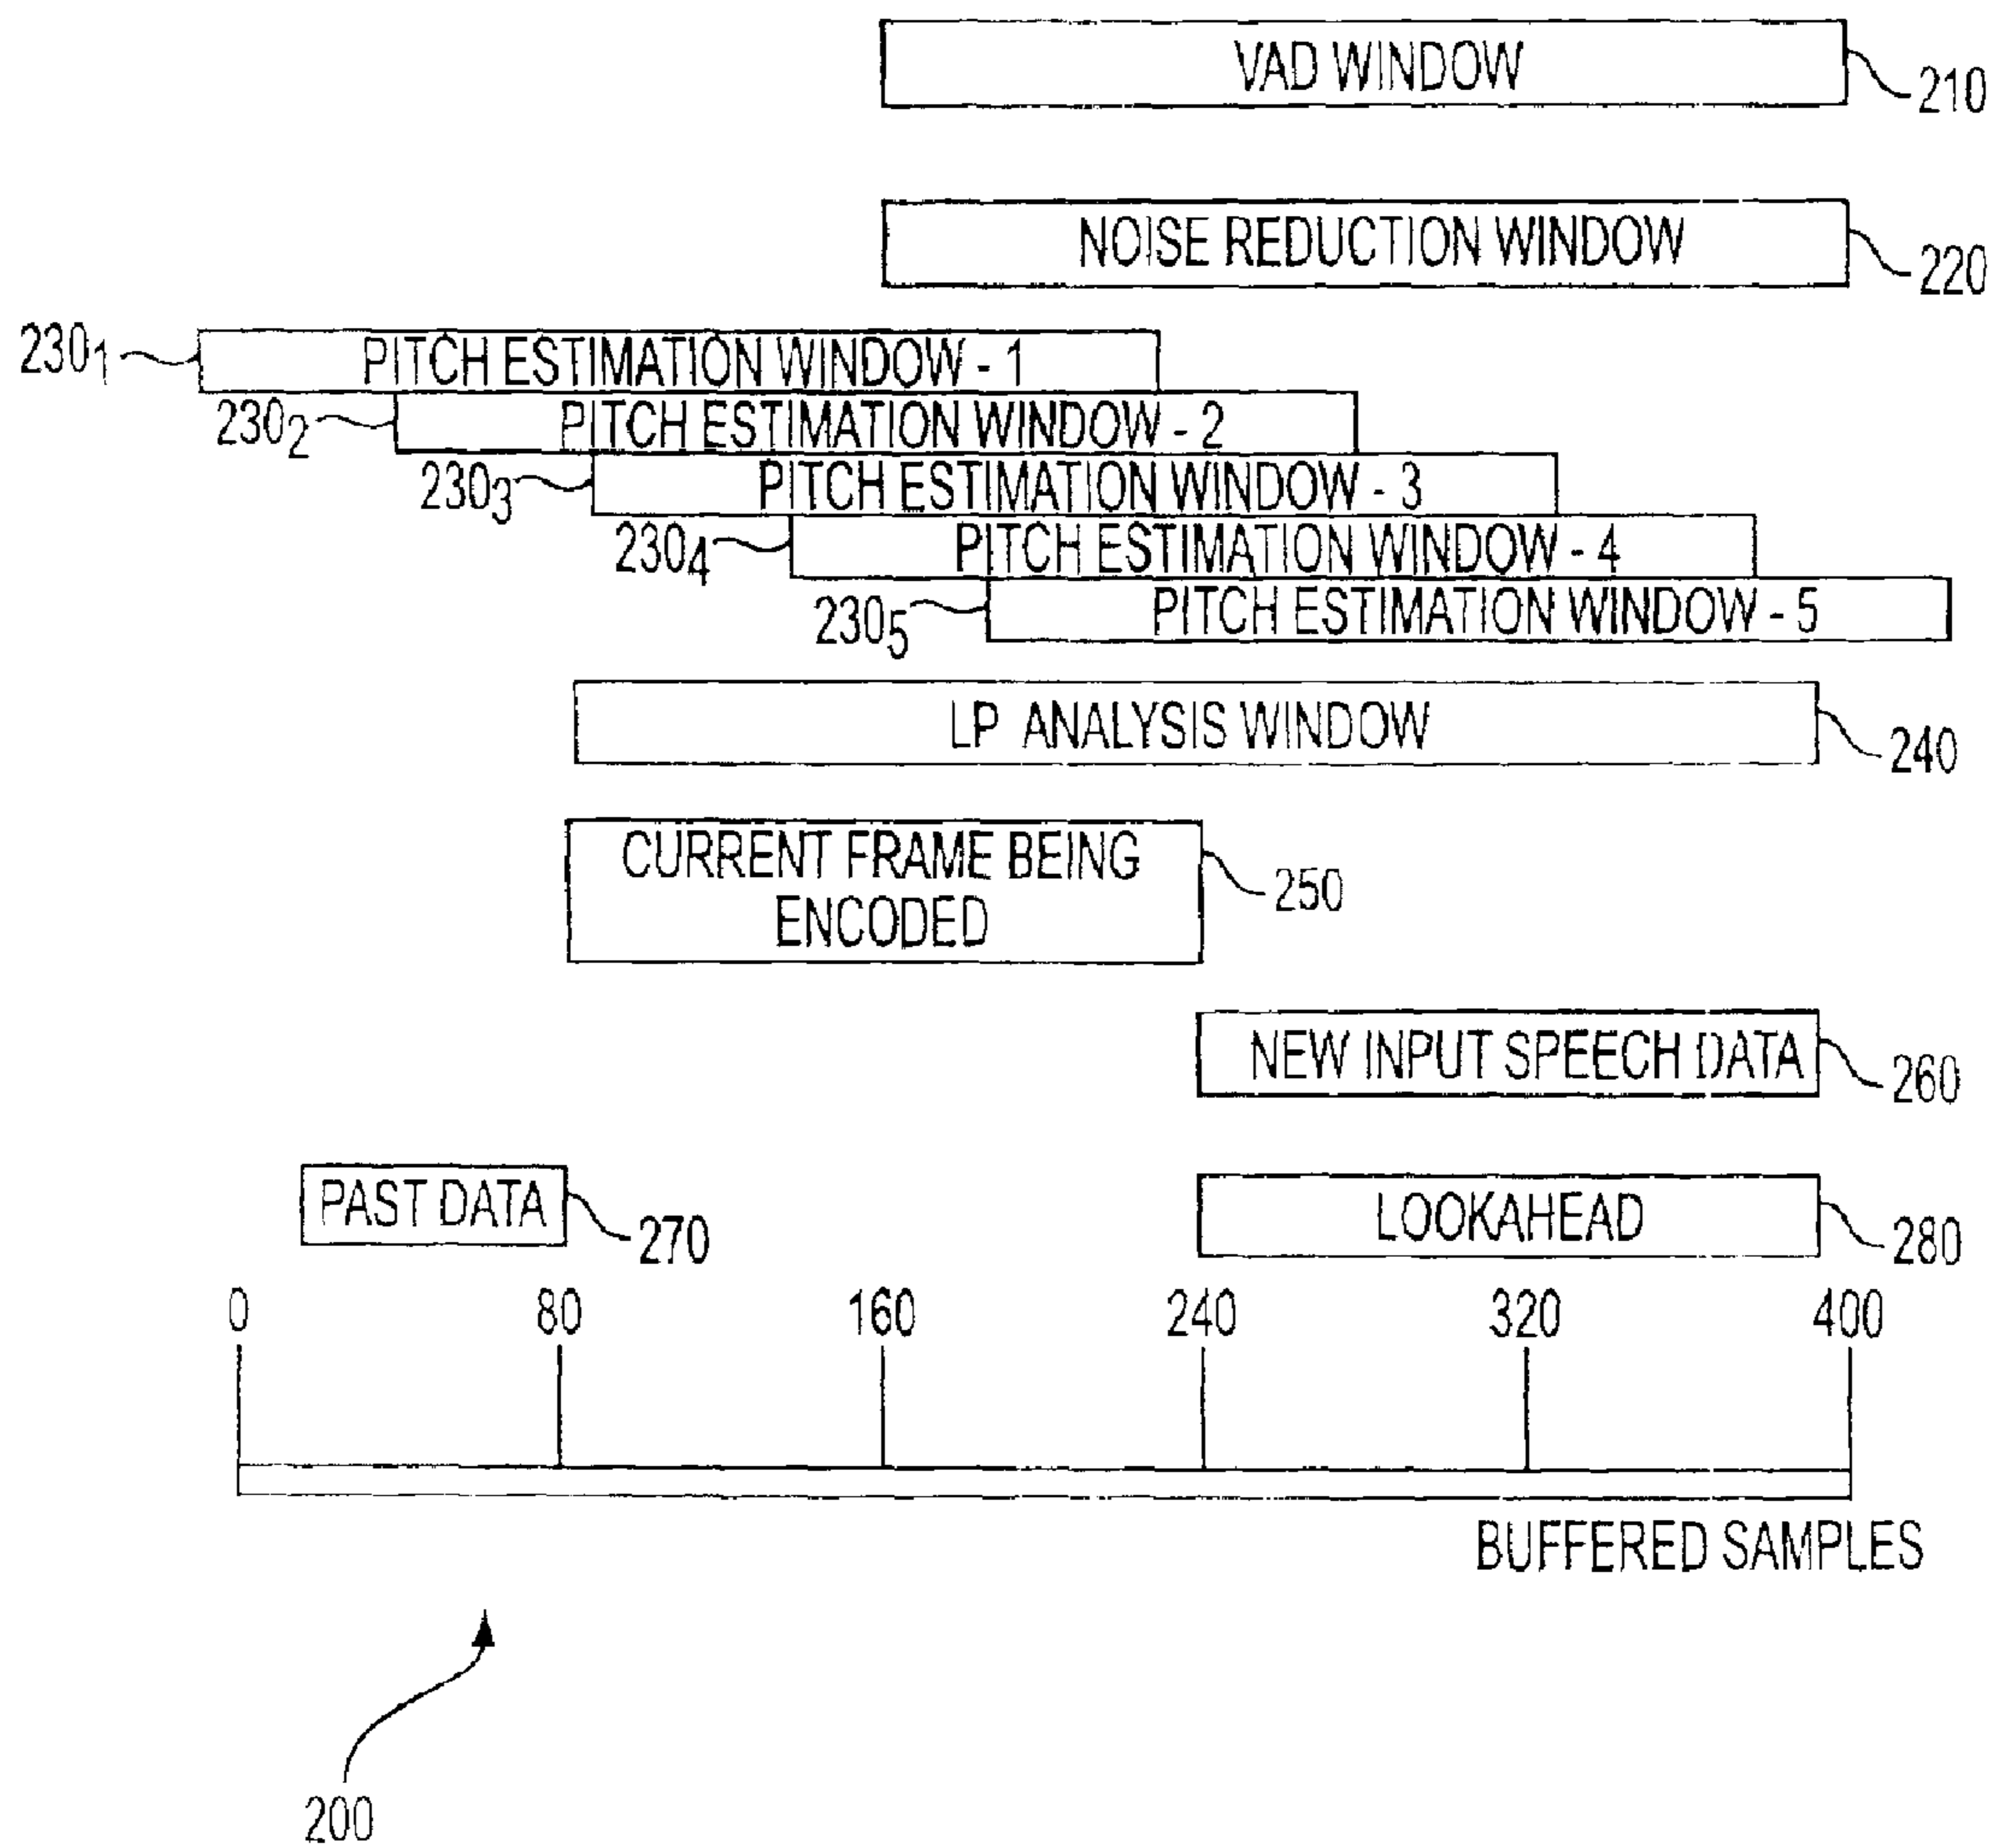 VAD WINDOW
210
NOISE REDUCTION WINDOW
220
230₁
PITCH ESTIMATION WINDOW - 1
230₂
PITCH ESTIMATION WINDOW - 2
230₃
PITCH ESTIMATION WINDOW - 3
230₄
PITCH ESTIMATION WINDOW - 4
230₅
PITCH ESTIMATION WINDOW - 5
LP ANALYSIS WINDOW
240
CURRENT FRAME BEING
ENCODED
250
NEW INPUT SPEECH DATA
260
PAST DATA
270
LOOKAHEAD
280
0 80 160 240 320 400
BUFFERED SAMPLES
200